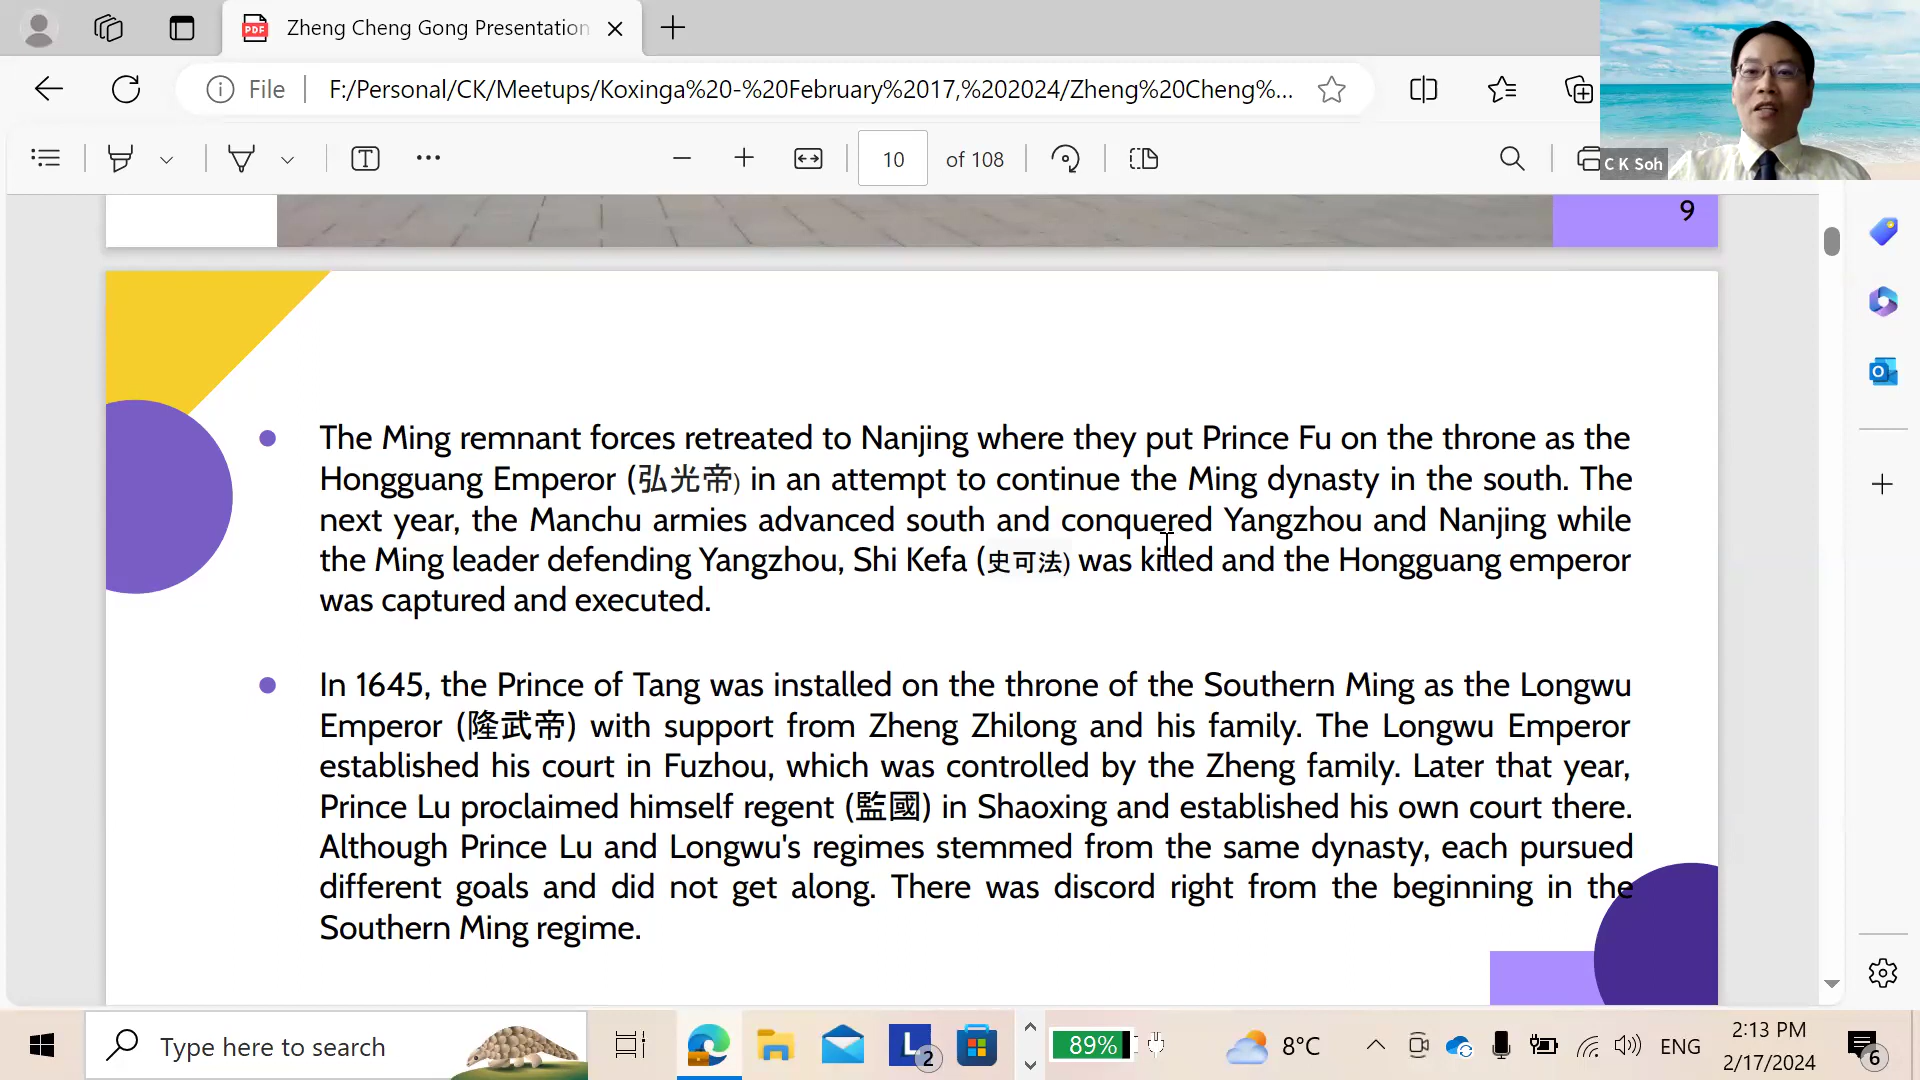 Zheng Cheng Gong Presentation
File
F:/Personal/CK/Meetups/Koxinga%20-%20February%2017,%202024/Zheng%20Cheng%...
PDF
C K Soh
10 of 108
9
The Ming remnant forces retreated to Nanjing where they put Prince Fu on the throne as the
Hongguang Emperor (弘光帝) in an attempt to continue the Ming dynasty in the south. The
next year, the Manchu armies advanced south and conquered Yangzhou and Nanjing while
the Ming leader defending Yangzhou, Shi Kefa (史可法) was killed and the Hongguang emperor
was captured and executed.
In 1645, the Prince of Tang was installed on the throne of the Southern Ming as the Longwu
Emperor (隆武帝) with support from Zheng Zhilong and his family. The Longwu Emperor
established his court in Fuzhou, which was controlled by the Zheng family. Later that year,
Prince Lu proclaimed himself regent (監國) in Shaoxing and established his own court there.
Although Prince Lu and Longwu's regimes stemmed from the same dynasty, each pursued
different goals and did not get along. There was discord right from the beginning in the
Southern Ming regime.
Type here to search
L
2
89%
8°C
ENG
2:13 PM
2/17/2024
6